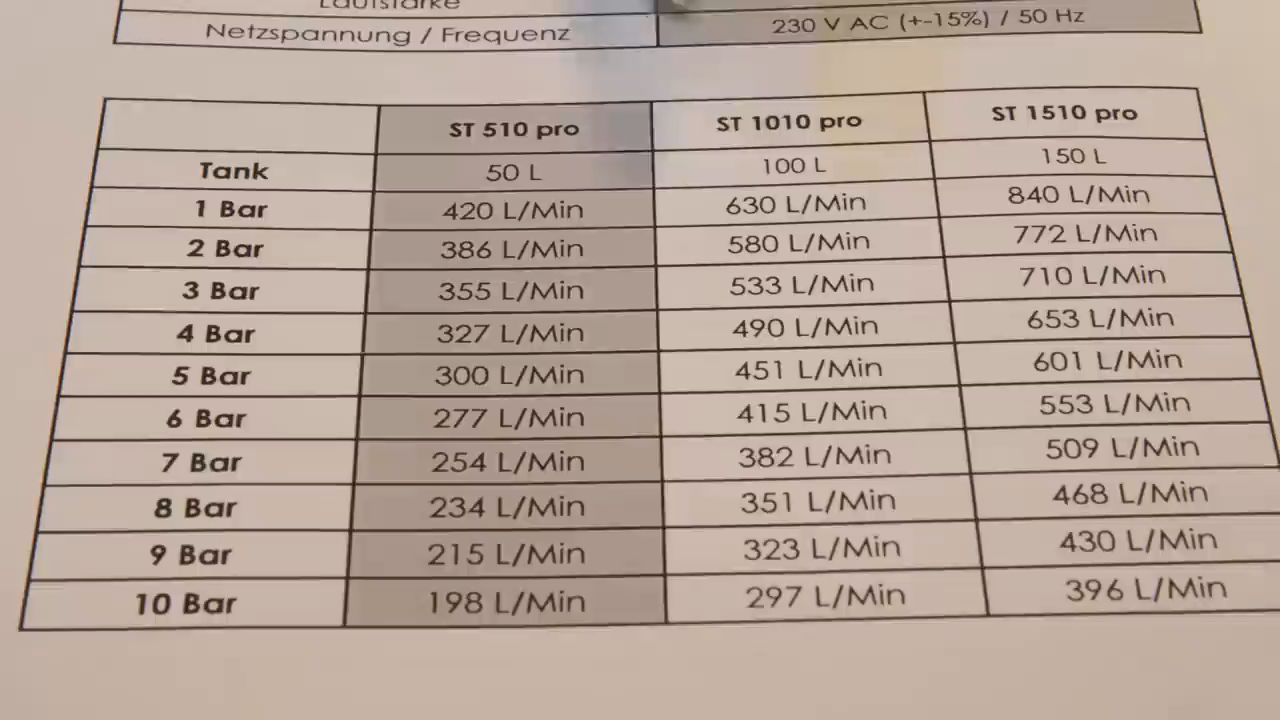 Lautstärke
Netzspannung / Frequenz 230 V AC (+-15%) / 50 Hz
ST 510 pro ST 1010 pro ST 1510 pro
Tank 50 L 100 L 150 L
1 Bar 420 L/Min 630 L/Min 840 L/Min
2 Bar 386 L/Min 580 L/Min 772 L/Min
3 Bar 355 L/Min 533 L/Min 710 L/Min
4 Bar 327 L/Min 490 L/Min 653 L/Min
5 Bar 300 L/Min 451 L/Min 601 L/Min
6 Bar 277 L/Min 415 L/Min 553 L/Min
7 Bar 254 L/Min 382 L/Min 509 L/Min
8 Bar 234 L/Min 351 L/Min 468 L/Min
9 Bar 215 L/Min 323 L/Min 430 L/Min
10 Bar 198 L/Min 297 L/Min 396 L/Min